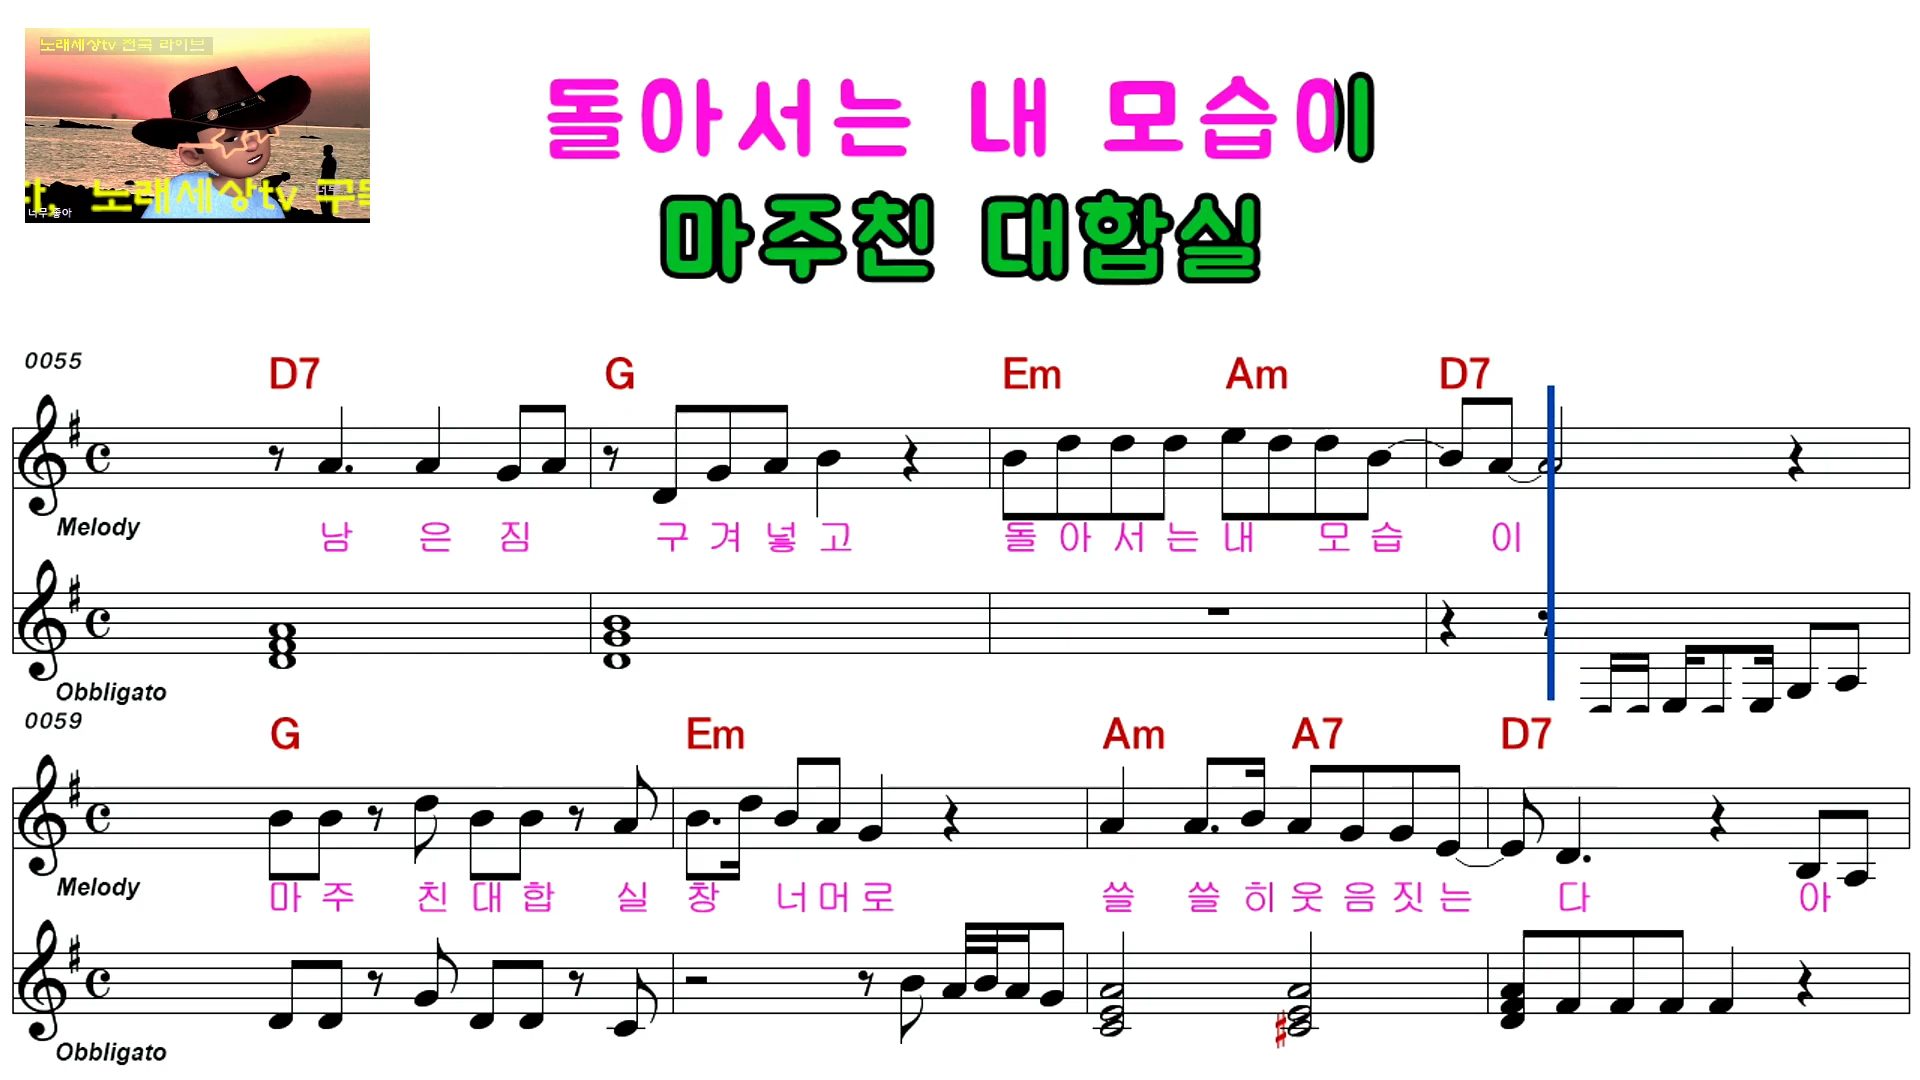 노래세상tv 전국 라이브
노래세상tv
너무 좋아
돌아서는 내 모습이
마주친 대합실
0055
D7 G Em Am D7
Melody
남 은 짐 구 겨 넣 고 돌 아 서 는 내 모 습 이
Obbligato
0059
G Em Am A7 D7
Melody
마 주 친 대 합 실 창 너 머 로 쓸 쓸 히 웃 음 짓 는 다 아
Obbligato